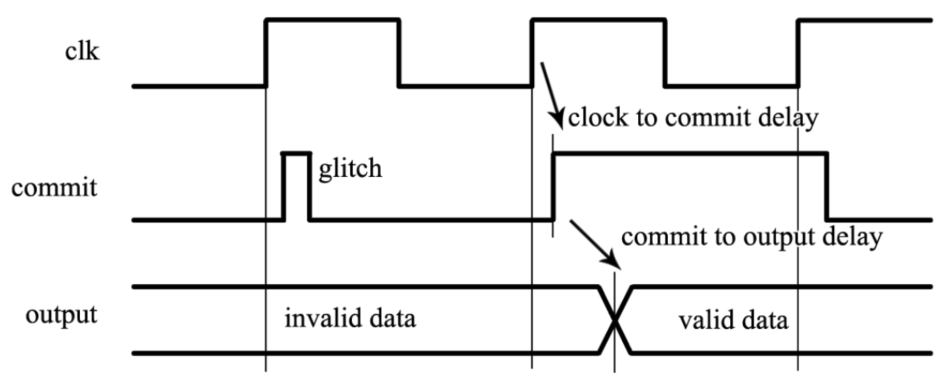 clk
clock to commit delay
commit
glitch
commit to output delay
output
invalid data
valid data